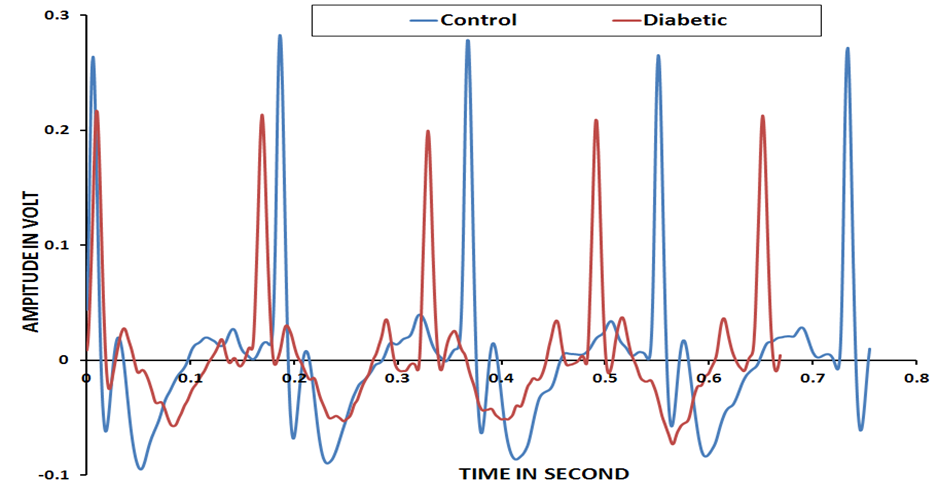 Control Diabetic
0.3
0.2
0.1
0
-0.1
AMPITUDE IN VOLT
0 0.1 0.2 0.3 0.4 0.5 0.6 0.7 0.8
TIME IN SECOND